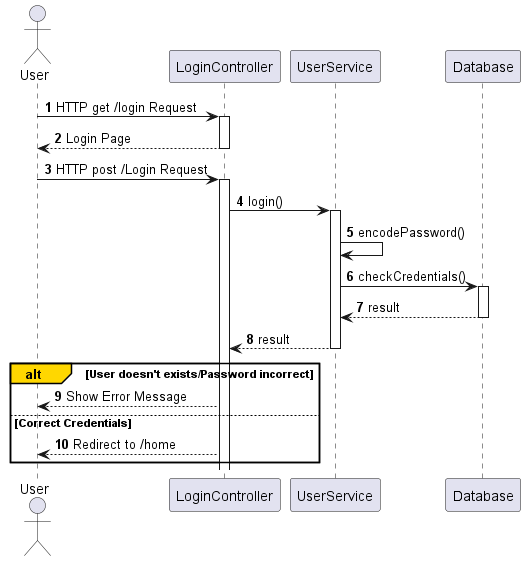 User
LoginController
UserService
Database
1 HTTP get /login Request
2 Login Page
3 HTTP post /Login Request
4 login()
5 encodePassword()
6 checkCredentials()
7 result
8 result
alt [User doesn't exists/Password incorrect]
9 Show Error Message
[Correct Credentials]
10 Redirect to /home
User
LoginController
UserService
Database